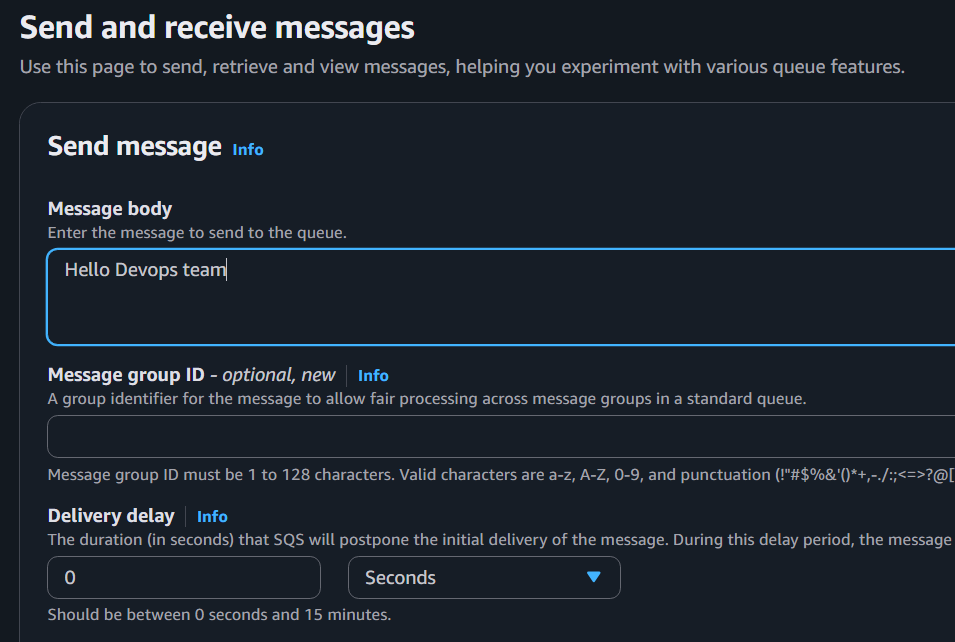 Send and receive messages
Use this page to send, retrieve and view messages, helping you experiment with various queue features.
Send message Info
Message body
Enter the message to send to the queue.
Hello Devops team
Message group ID - optional, new Info
A group identifier for the message to allow fair processing across message groups in a standard queue.
Message group ID must be 1 to 128 characters. Valid characters are a-z, A-Z, 0-9, and punctuation (!"#$%&'()*+,-./:;<=>?@[
Delivery delay Info
The duration (in seconds) that SQS will postpone the initial delivery of the message. During this delay period, the message
0 Seconds
Should be between 0 seconds and 15 minutes.